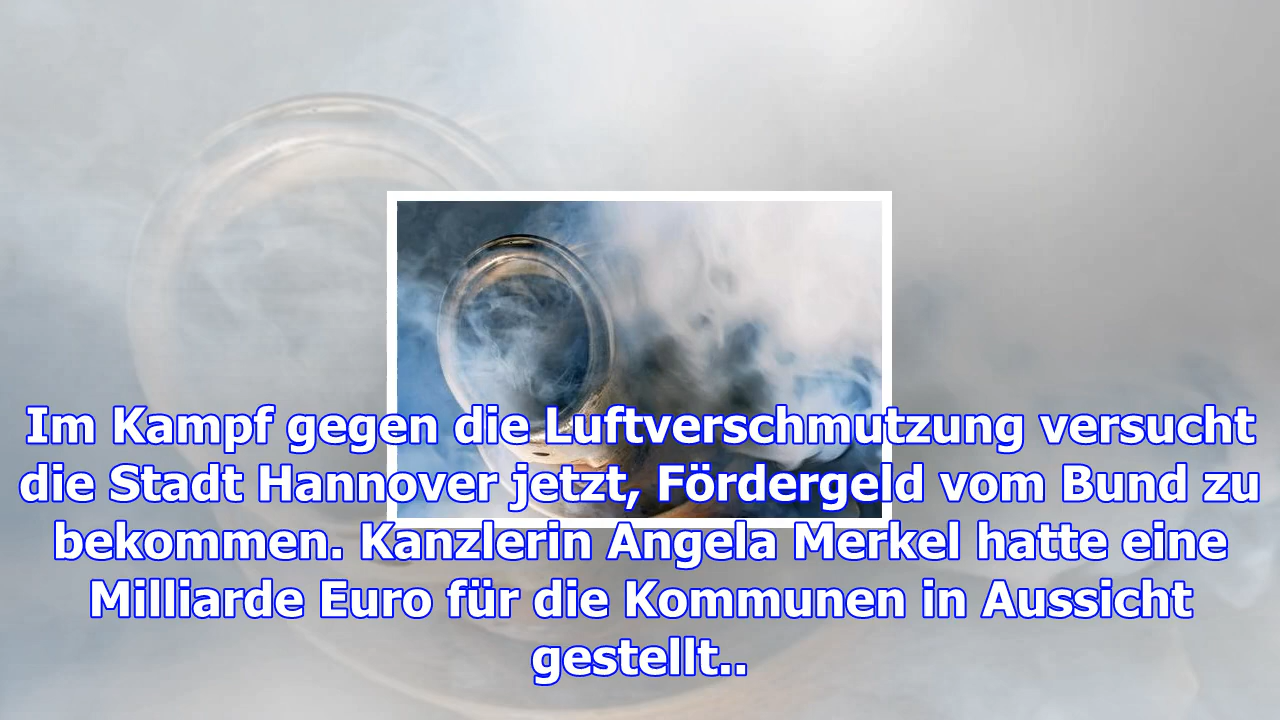 Im Kampf gegen die Luftverschmutzung versucht
die Stadt Hannover jetzt, Fördergeld vom Bund zu
bekommen. Kanzlerin Angela Merkel hatte eine
Milliarde Euro für die Kommunen in Aussicht
gestellt..